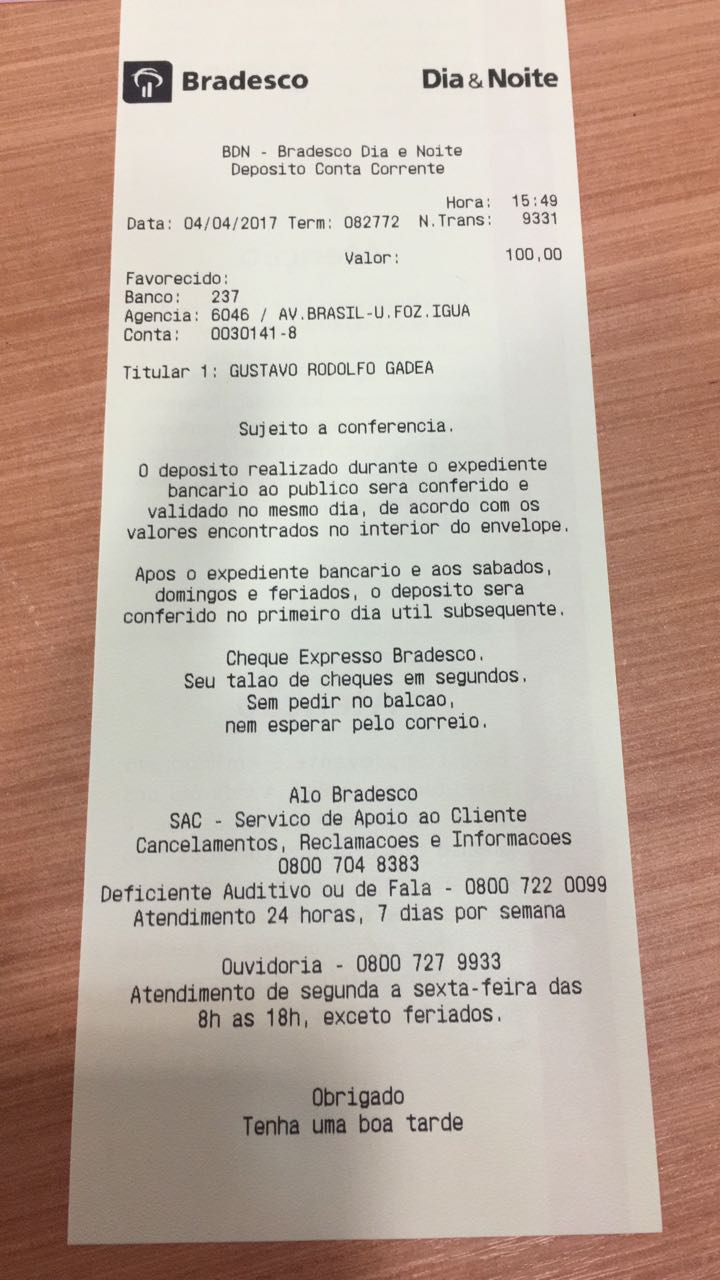 Bradesco Dia & Noite
BDN - Bradesco Dia e Noite
Deposito Conta Corrente
Hora: 15:49
Data: 04/04/2017 Term: 082772 N.Trans: 9331
Valor: 100,00
Favorecido:
Banco: 237
Agencia: 6046 / AV.BRASIL-U.FOZ.IGUA
Conta: 0030141-8
Titular 1: GUSTAVO RODOLFO GADEA
Sujeito a conferencia.
O deposito realizado durante o expediente
bancario ao publico sera conferido e
validado no mesmo dia, de acordo com os
valores encontrados no interior do envelope.
Apos o expediente bancario e aos sabados,
domingos e feriados, o deposito sera
conferido no primeiro dia util subsequente.
Cheque Expresso Bradesco.
Seu talao de cheques em segundos.
Sem pedir no balcao,
nem esperar pelo correio.
Alo Bradesco
SAC - Servico de Apoio ao Cliente
Cancelamentos, Reclamacoes e Informacoes
0800 704 8383
Deficiente Auditivo ou de Fala - 0800 722 0099
Atendimento 24 horas, 7 dias por semana
Ouvidoria - 0800 727 9933
Atendimento de segunda a sexta-feira das
8h as 18h, exceto feriados.
Obrigado
Tenha uma boa tarde